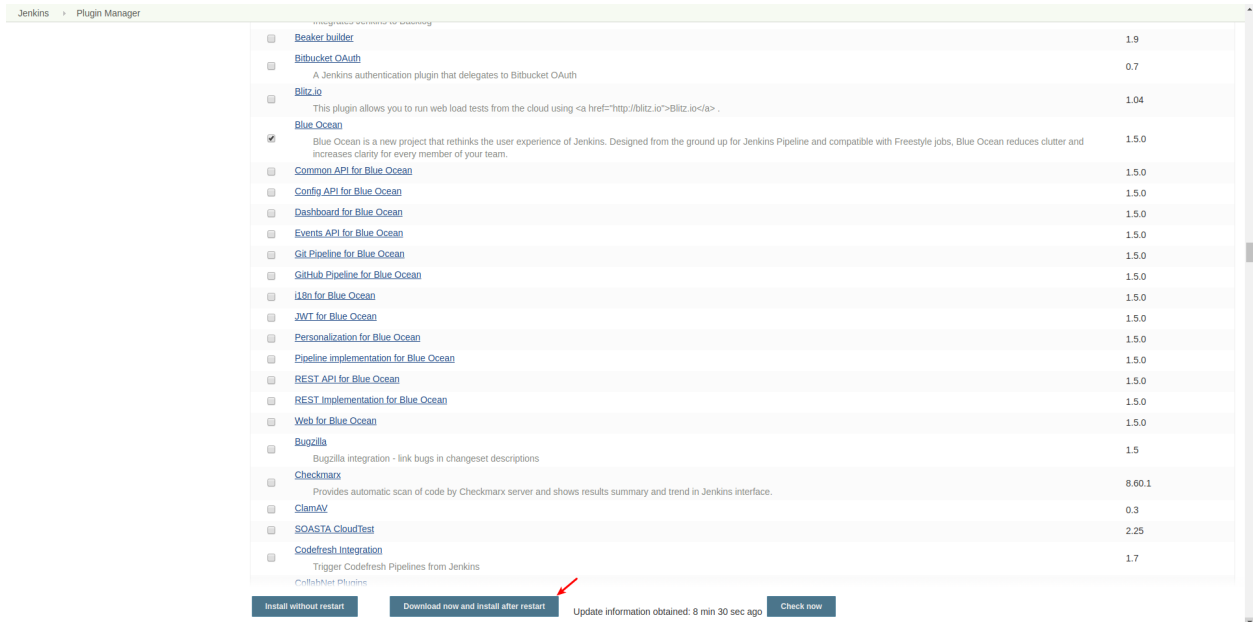 Jenkins
Plugin Manager
Integrates Jenkins to Backlog
Beaker builder
1.9
Bitbucket OAuth
A Jenkins authentication plugin that delegates to Bitbucket OAuth
0.7
Blitz.io
This plugin allows you to run web load tests from the cloud using <a href="http://blitz.io">Blitz.io</a> .
1.04
Blue Ocean
Blue Ocean is a new project that rethinks the user experience of Jenkins. Designed from the ground up for Jenkins Pipeline and compatible with Freestyle jobs, Blue Ocean reduces clutter and
increases clarity for every member of your team.
1.5.0
Common API for Blue Ocean
1.5.0
Config API for Blue Ocean
1.5.0
Dashboard for Blue Ocean
1.5.0
Events API for Blue Ocean
1.5.0
Git Pipeline for Blue Ocean
1.5.0
GitHub Pipeline for Blue Ocean
1.5.0
i18n for Blue Ocean
1.5.0
JWT for Blue Ocean
1.5.0
Personalization for Blue Ocean
1.5.0
Pipeline implementation for Blue Ocean
1.5.0
REST API for Blue Ocean
1.5.0
REST Implementation for Blue Ocean
1.5.0
Web for Blue Ocean
1.5.0
Bugzilla
Bugzilla integration - link bugs in changeset descriptions
1.5
Checkmarx
Provides automatic scan of code by Checkmarx server and shows results summary and trend in Jenkins interface.
8.60.1
ClamAV
0.3
SOASTA CloudTest
2.25
Codefresh Integration
Trigger Codefresh Pipelines from Jenkins
1.7
CollabNet Plugins
Install without restart
Download now and install after restart
Update information obtained: 8 min 30 sec ago
Check now